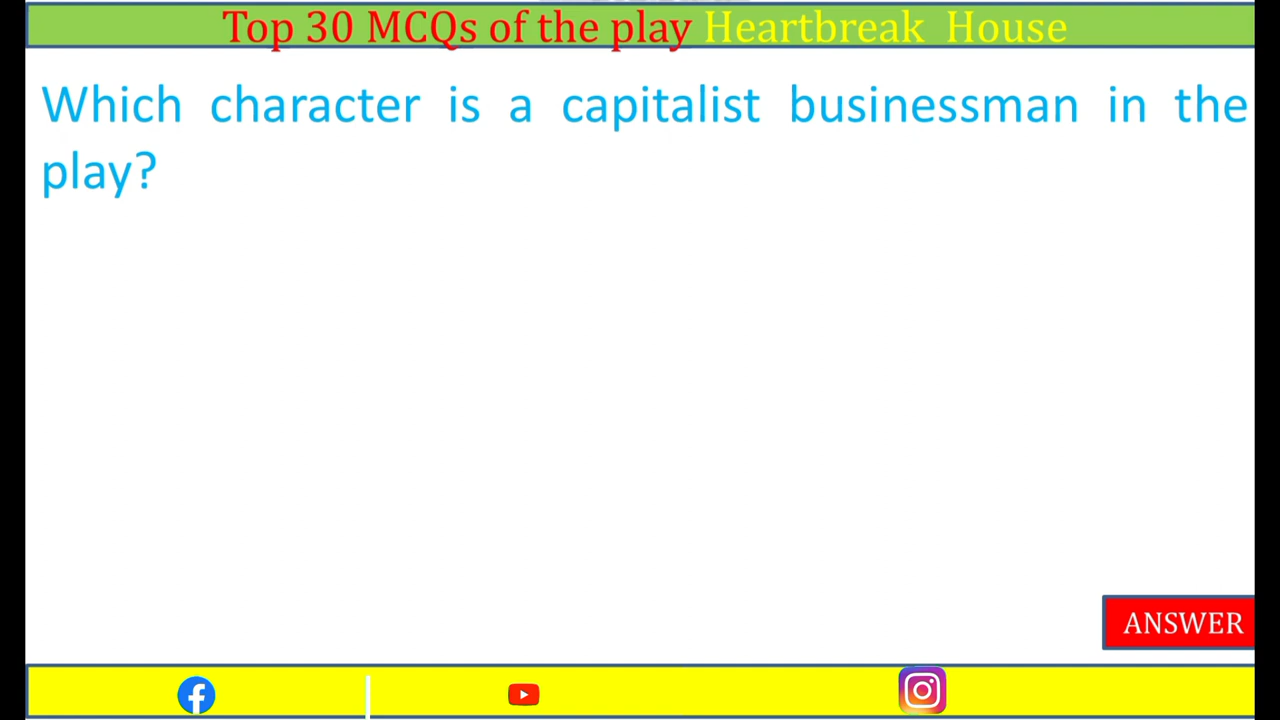 Top 30 MCQs of the play Heartbreak House
Which character is a capitalist businessman in the
play?
ANSWER